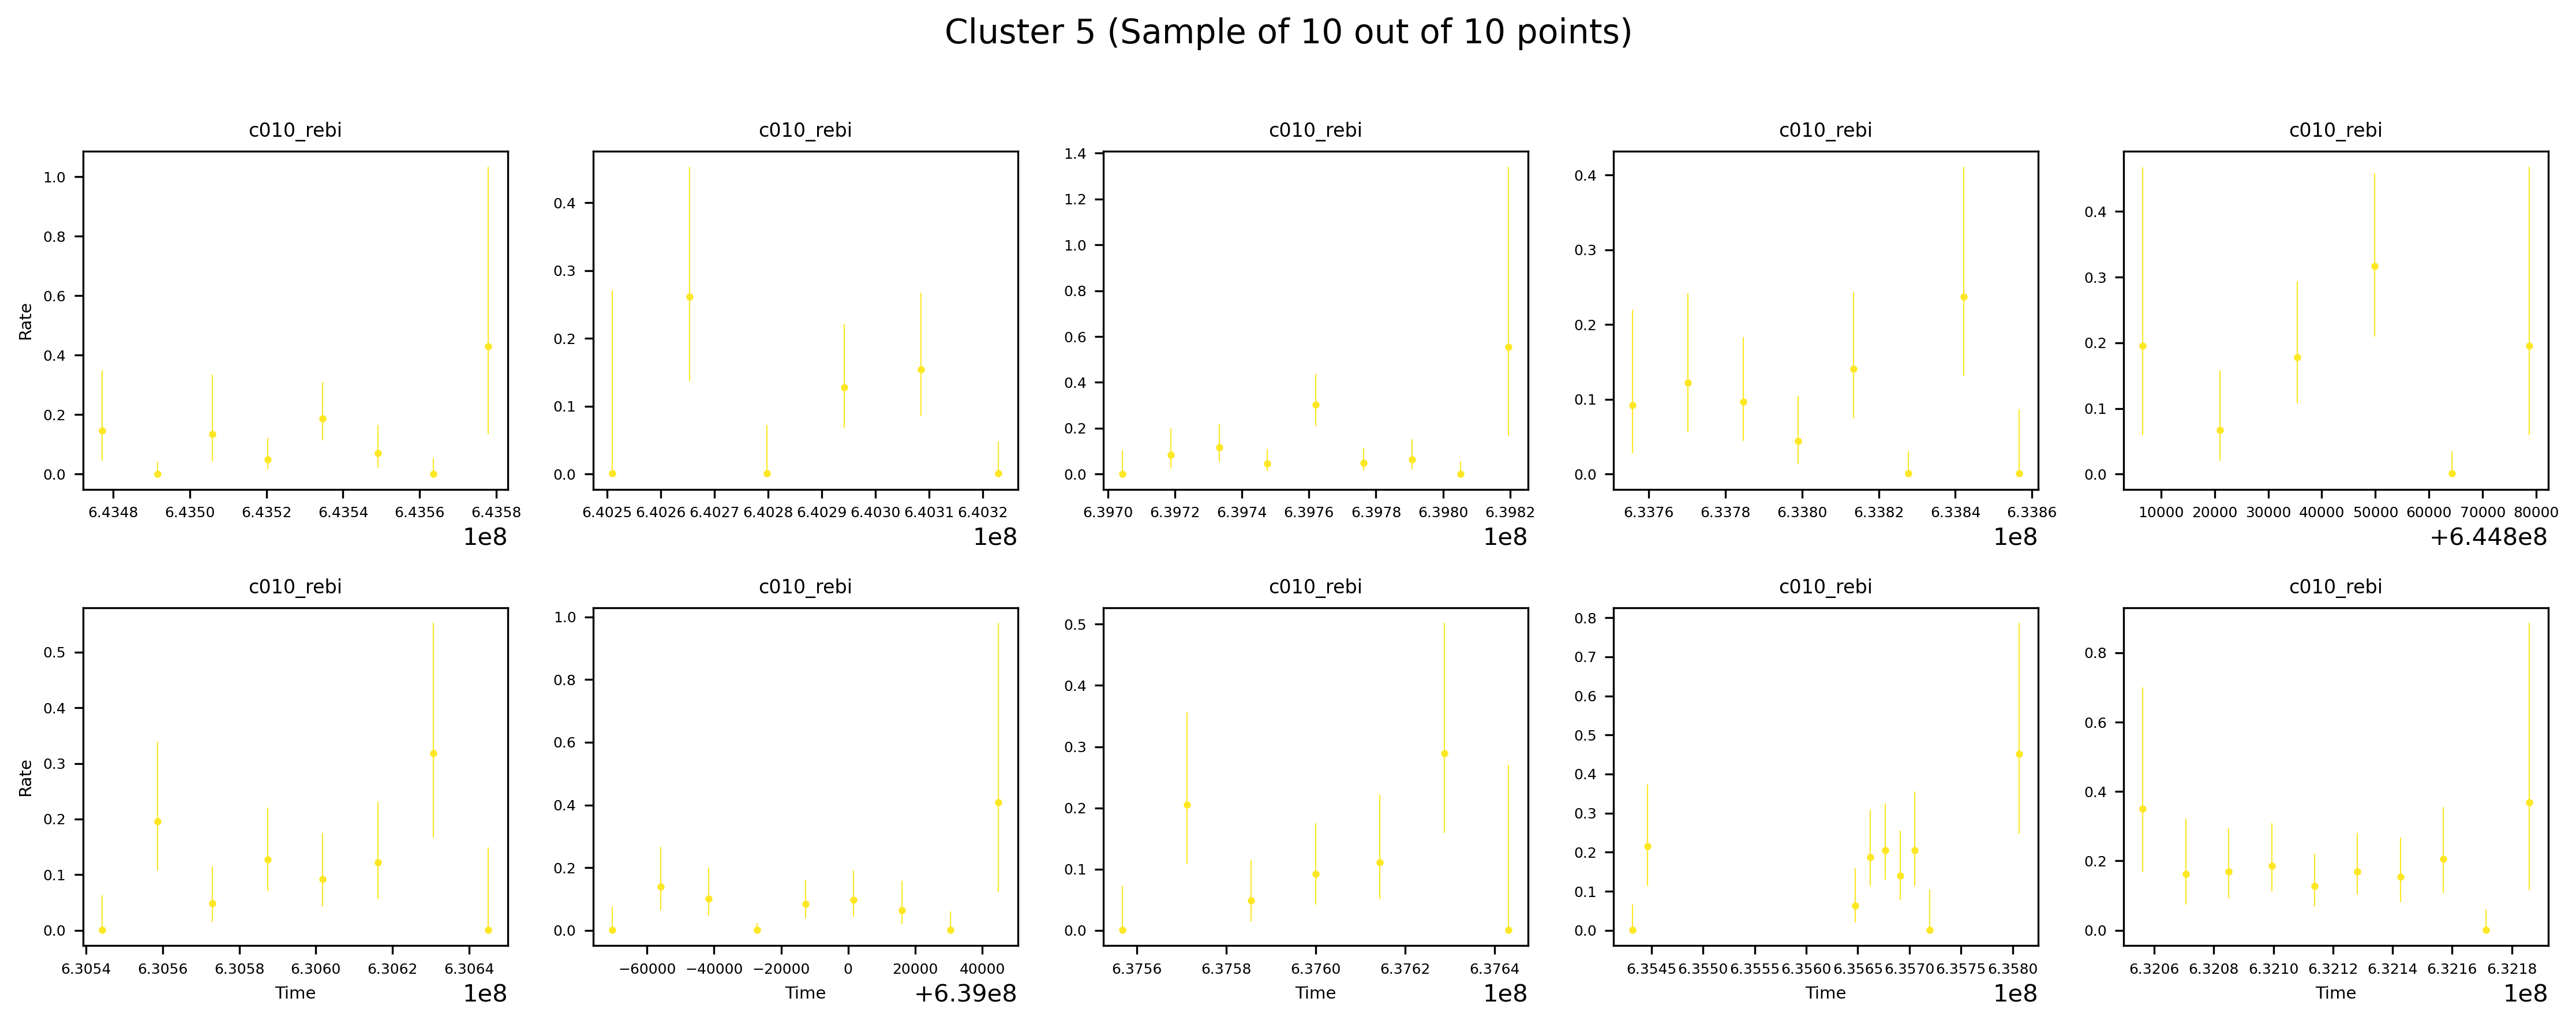 Cluster 5 (Sample of 10 out of 10 points)
c010_rebi c010_rebi c010_rebi c010_rebi c010_rebi
Rate
1.0
0.8
0.6
0.4
0.2
0.0
6.4348 6.4350 6.4352 6.4354 6.4356 6.4358
1e8
0.4
0.3
0.2
0.1
0.0
6.4025 6.4026 6.4027 6.4028 6.4029 6.4030 6.4031 6.4032
1e8
1.4
1.2
1.0
0.8
0.6
0.4
0.2
0.0
6.3970 6.3972 6.3974 6.3976 6.3978 6.3980 6.3982
1e8
0.4
0.3
0.2
0.1
0.0
6.3376 6.3378 6.3380 6.3382 6.3384 6.3386
1e8
0.4
0.3
0.2
0.1
0.0
10000 20000 30000 40000 50000 60000 70000 80000
+6.448e8
c010_rebi c010_rebi c010_rebi c010_rebi c010_rebi
Rate
0.5
0.4
0.3
0.2
0.1
0.0
6.3054 6.3056 6.3058 6.3060 6.3062 6.3064
Time
1e8
1.0
0.8
0.6
0.4
0.2
0.0
−60000 −40000 −20000 0 20000 40000
Time
+6.39e8
0.5
0.4
0.3
0.2
0.1
0.0
6.3756 6.3758 6.3760 6.3762 6.3764
Time
1e8
0.8
0.7
0.6
0.5
0.4
0.3
0.2
0.1
0.0
6.3545 6.3550 6.3555 6.3560 6.3565 6.3570 6.3575 6.3580
Time
1e8
0.8
0.6
0.4
0.2
0.0
6.3206 6.3208 6.3210 6.3212 6.3214 6.3216 6.3218
Time
1e8